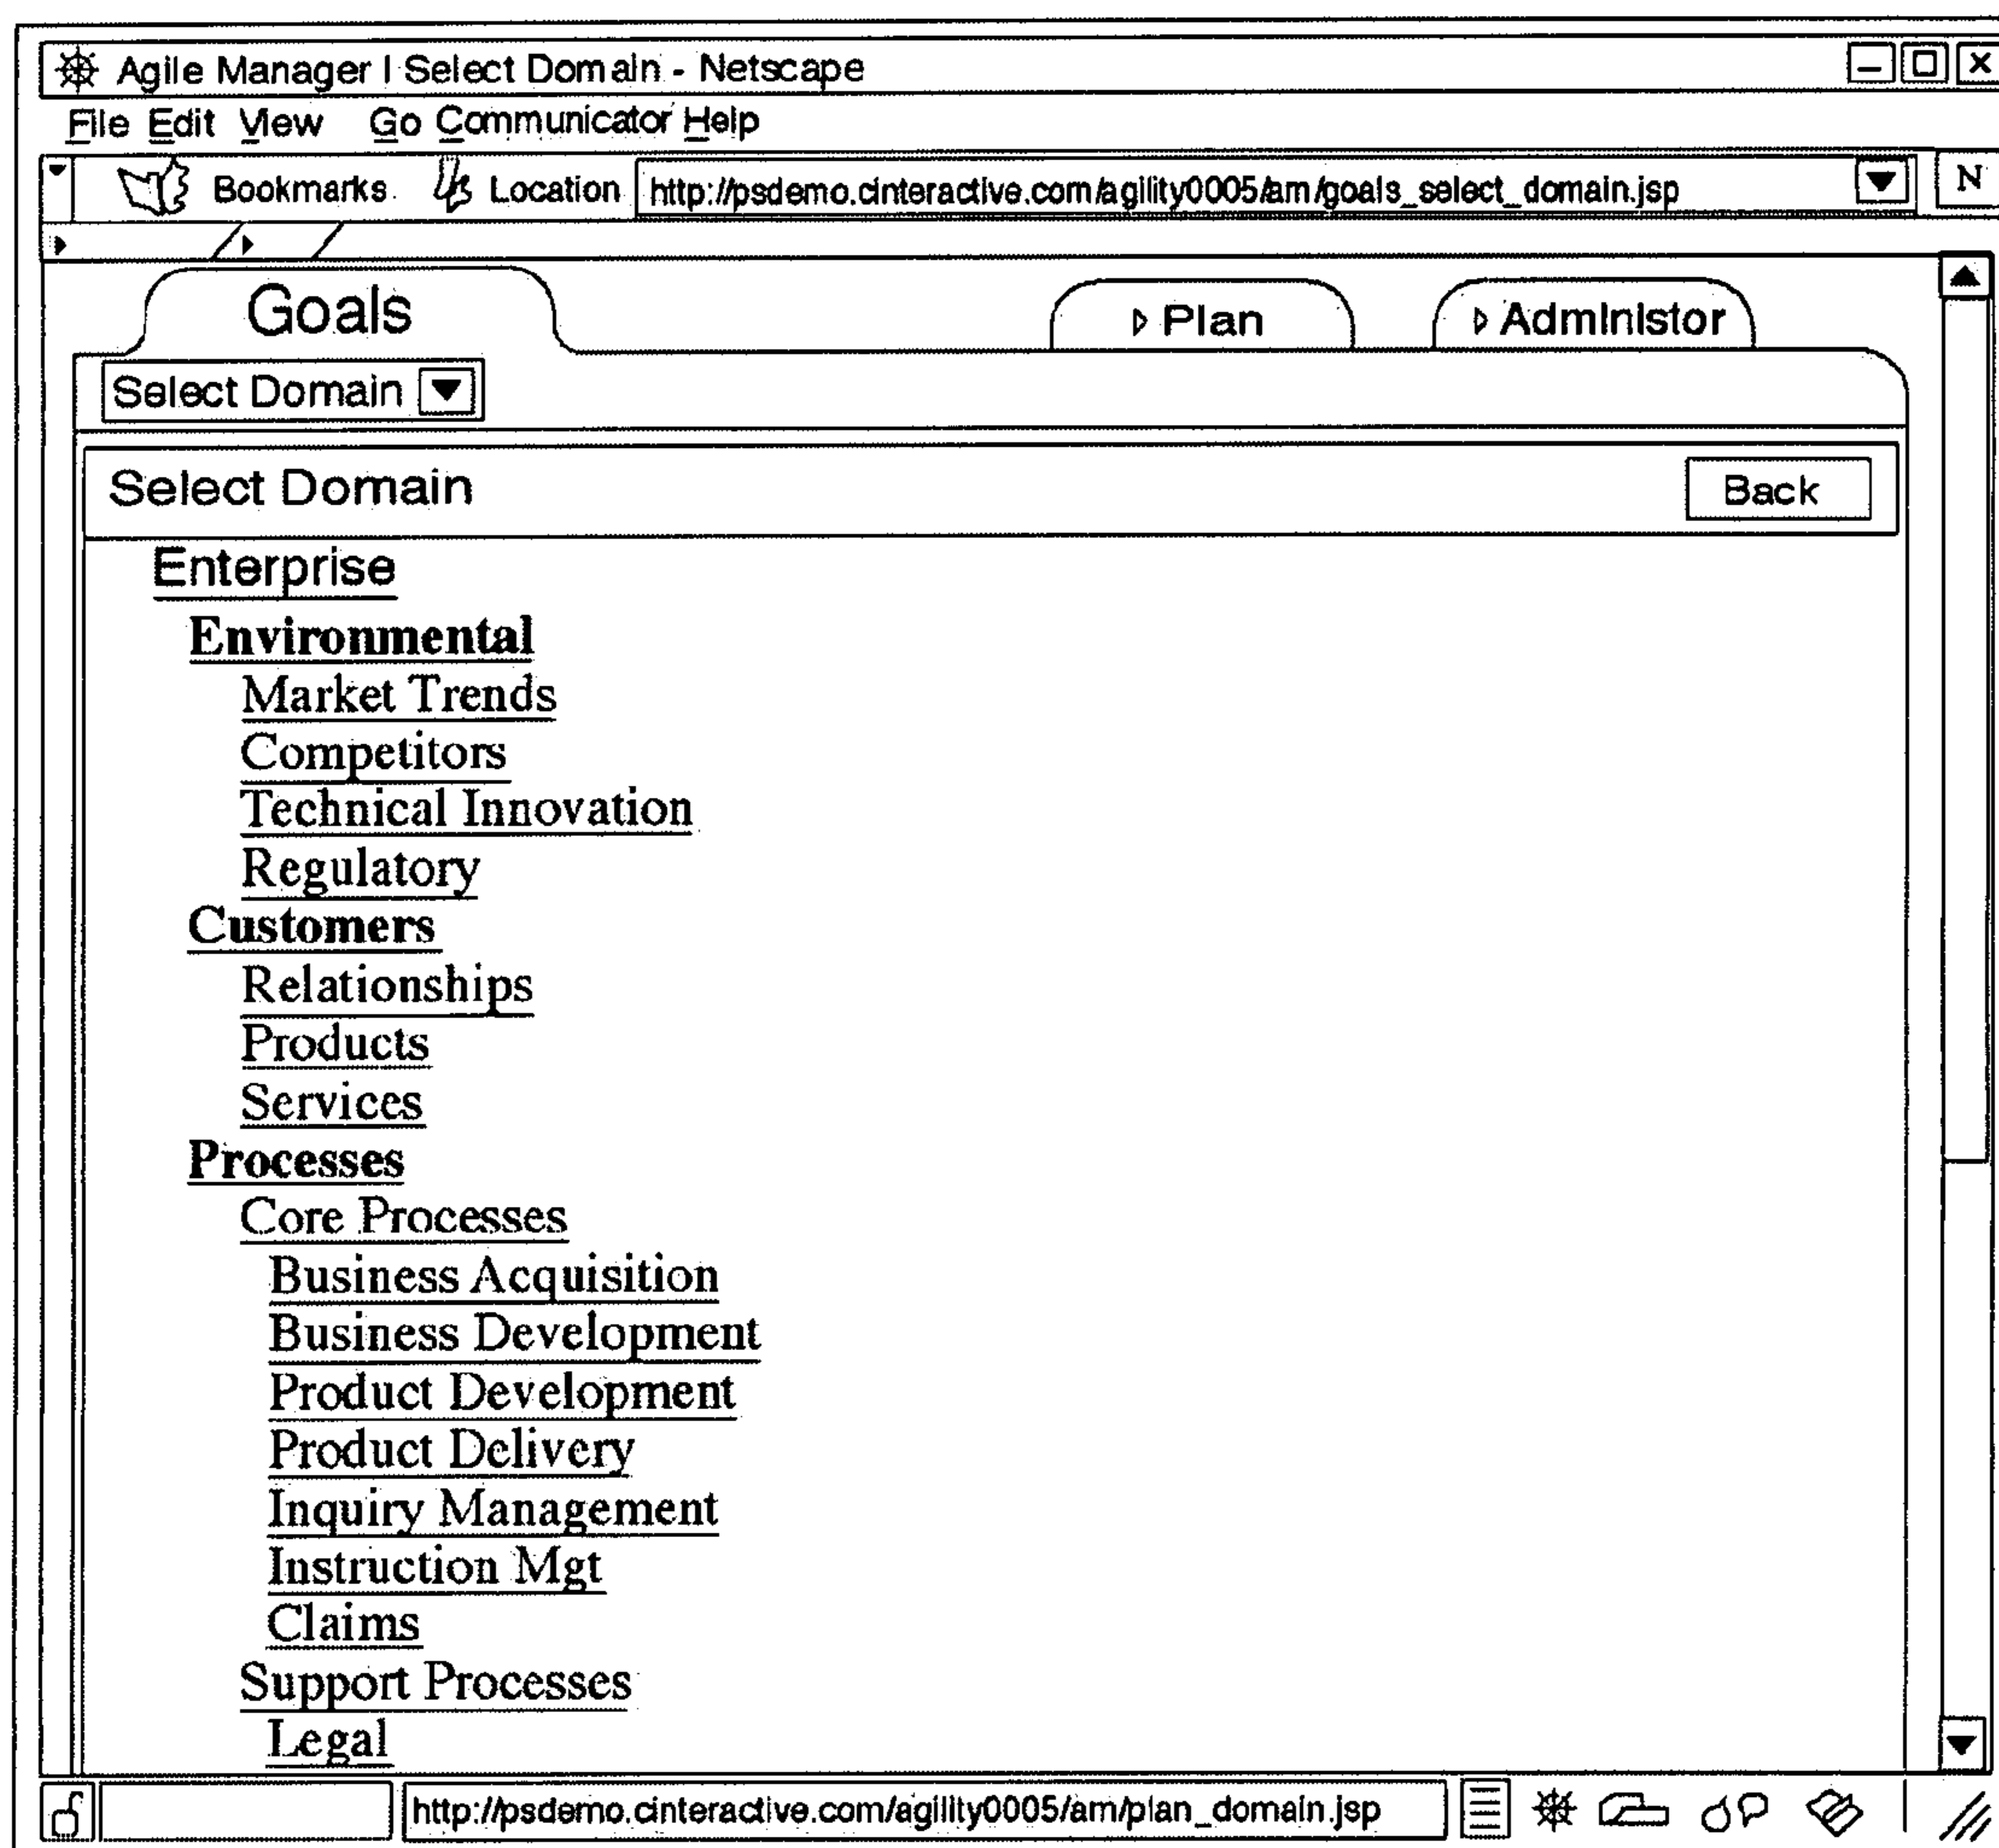 Agile Manager | Select Domain - Netscape
File Edit View Go Communicator Help
Bookmarks Location http://psdemo.cinteractive.com/agility0005/am/goals_select_domain.jsp N
Goals Plan Administor
Select Domain
Select Domain Back
Enterprise
Environmental
Market Trends
Competitors
Technical Innovation
Regulatory
Customers
Relationships
Products
Services
Processes
Core Processes
Business Acquisition
Business Development
Product Development
Product Delivery
Inquiry Management
Instruction Mgt
Claims
Support Processes
Legal
http://psdemo.cinteractive.com/agility0005/am/plan_domain.jsp